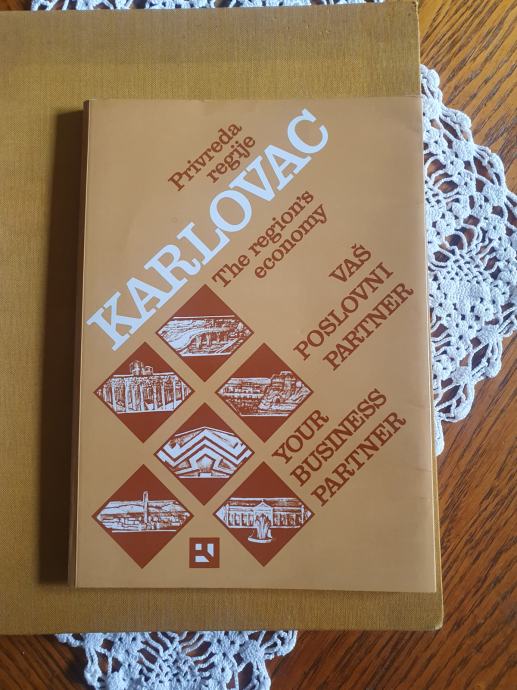 Privreda
regije
KARLOVAC
The region's
economy
VAŠ
POSLOVNI
PARTNER
YOUR
BUSINESS
PARTNER